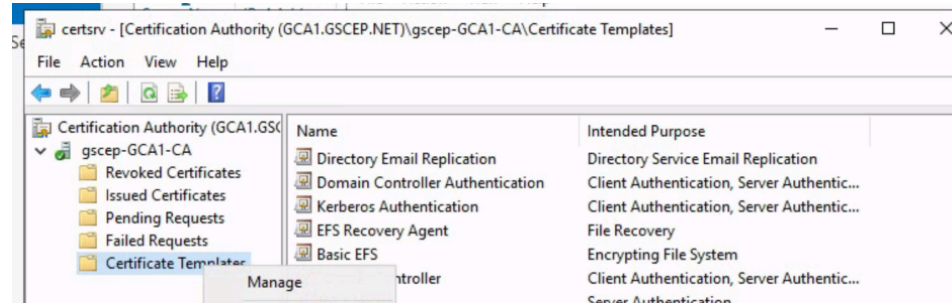 certsrv - [Certification Authority (GCA1.GSCEP.NET)\gscep-GCA1-CA\Certificate Templates]
File Action View Help
Certification Authority (GCA1.GSC
gscep-GCA1-CA
Revoked Certificates
Issued Certificates
Pending Requests
Failed Requests
Certificate Templates
Manage
Name Intended Purpose
Directory Email Replication Directory Service Email Replication
Domain Controller Authentication Client Authentication, Server Authentic...
Kerberos Authentication Client Authentication, Server Authentic...
EFS Recovery Agent File Recovery
Basic EFS Encrypting File System
ntroller Client Authentication, Server Authentic...
Server Authentication